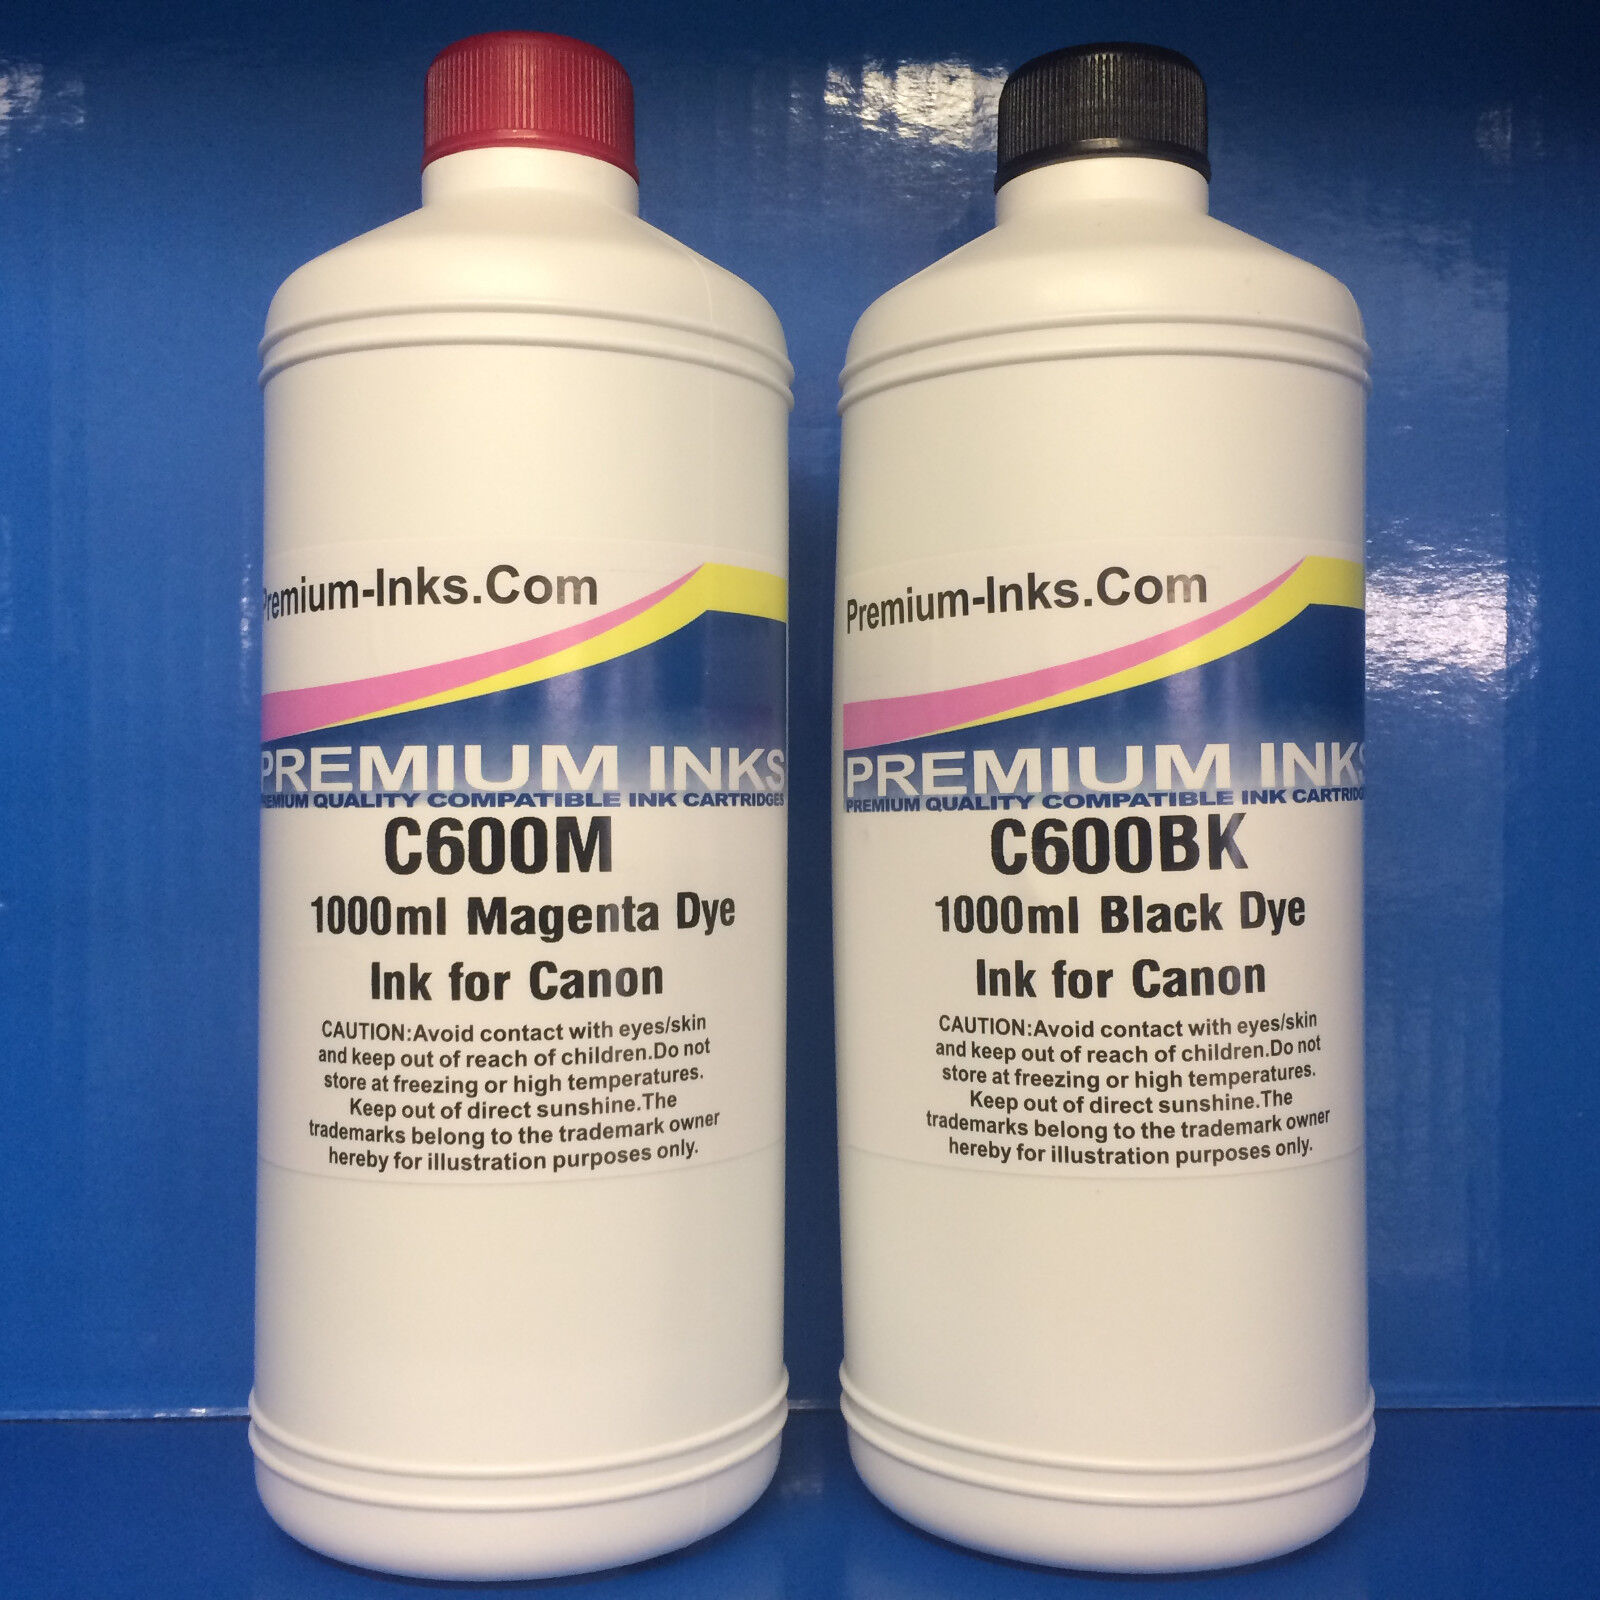 Premium-Inks.Com
PREMIUM INKS
PREMIUM QUALITY COMPATIBLE INK CARTRIDGES
C600M
1000ml Magenta Dye
Ink for Canon
CAUTION:Avoid contact with eyes/skin
and keep out of reach of children.Do not
store at freezing or high temperatures.
Keep out of direct sunshine.The
trademarks belong to the trademark owner
hereby for illustration purposes only.
Premium-Inks.Com
PREMIUM INKS
PREMIUM QUALITY COMPATIBLE INK CARTRIDG
C600BK
1000ml Black Dye
Ink for Canon
CAUTION:Avoid contact with eyes/skin
and keep out of reach of children.Do not
store at freezing or high temperatures.
Keep out of direct sunshine.The
trademarks belong to the trademark owner
hereby for illustration purposes only.